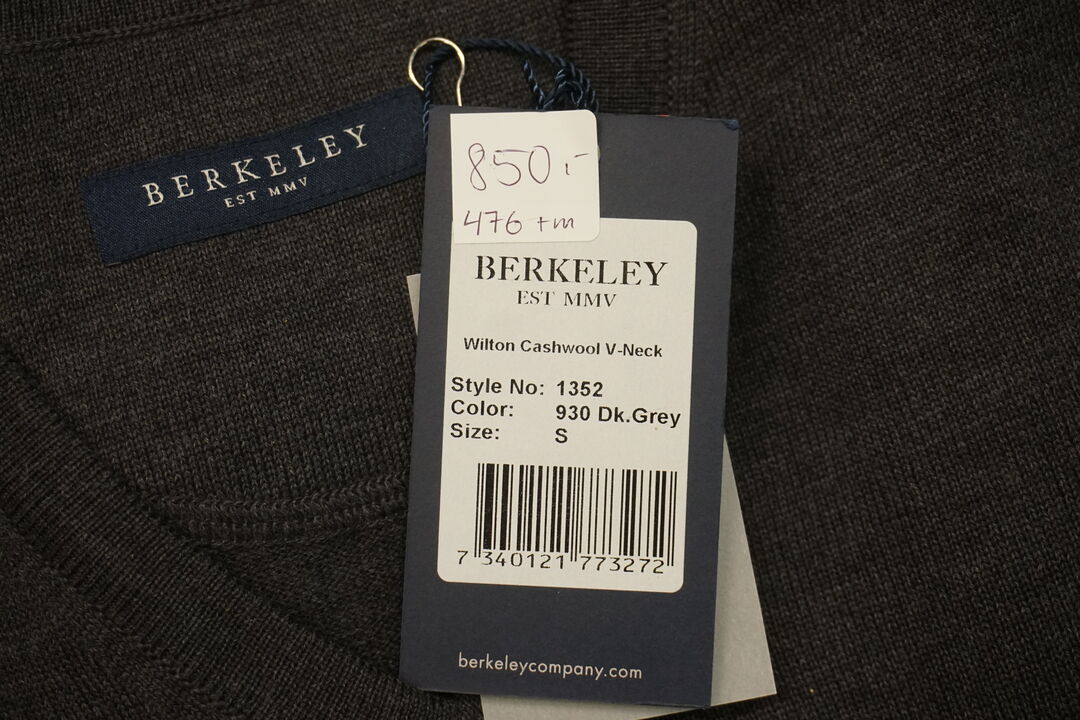 BERKELEY
EST MMV
850:-
476 +m
BERKELEY
EST MMV
Wilton Cashwool V-Neck
Style No: 1352
Color: 930 Dk.Grey
Size: S
7 340121 773272
berkeleycompany.com